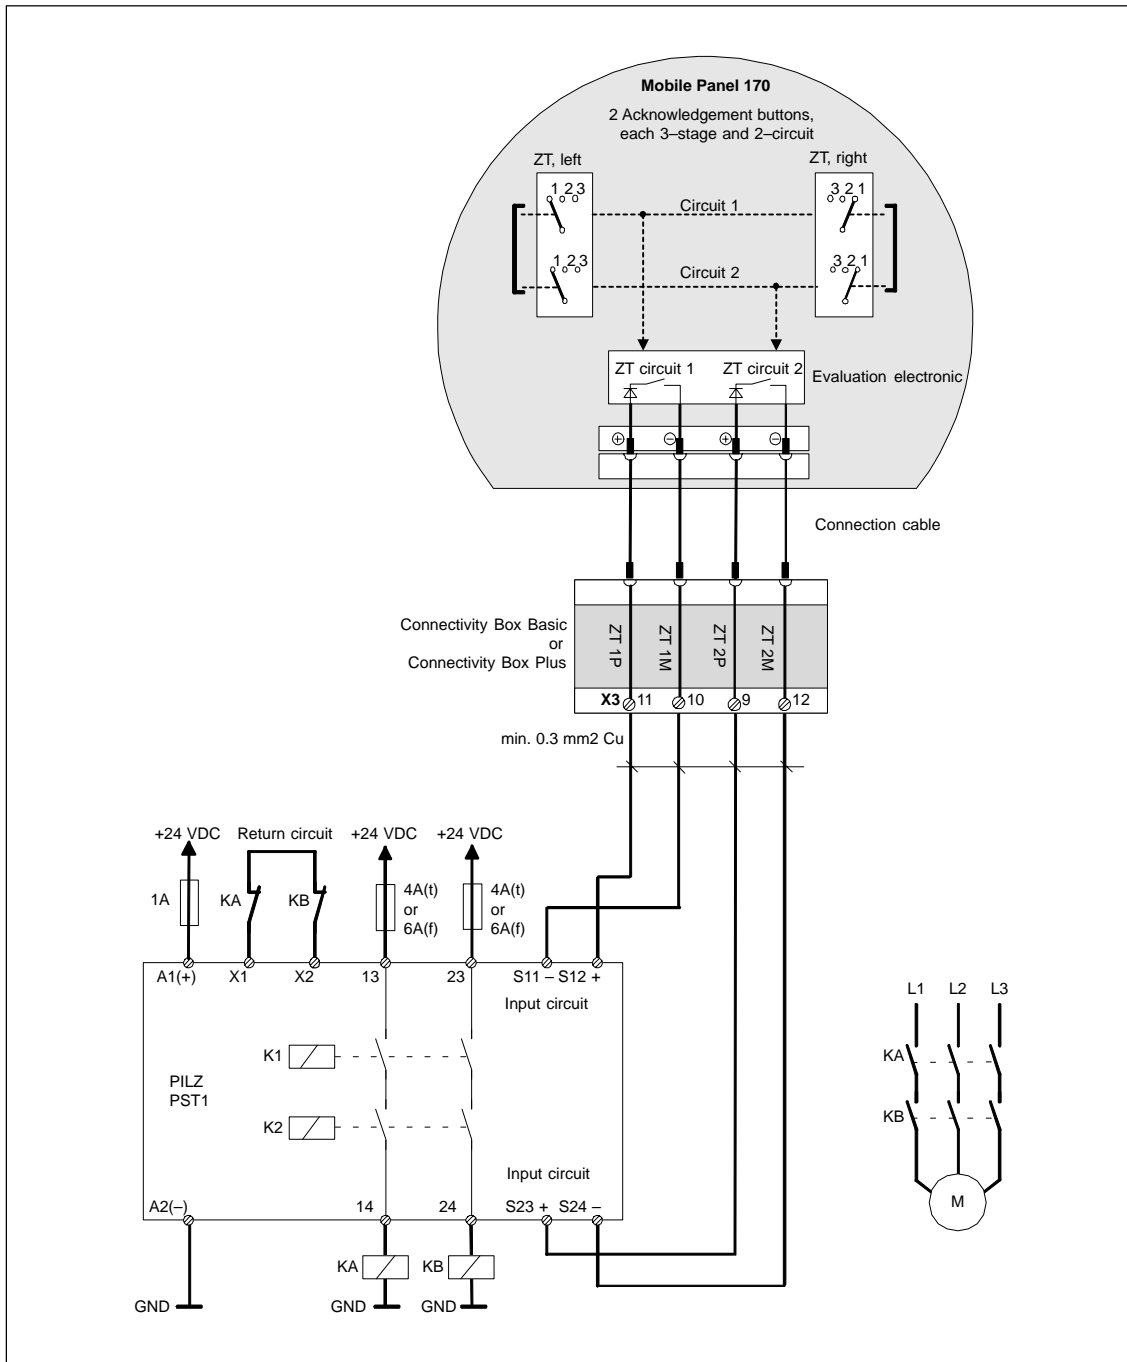 Mobile Panel 170
2 Acknowledgement buttons,
each 3–stage and 2–circuit
ZT, left
ZT, right
1 2 3
3 2 1
Circuit 1
1 2 3
3 2 1
Circuit 2
ZT circuit 1
ZT circuit 2
Evaluation electronic
+ – + –
Connection cable
Connectivity Box Basic
or
Connectivity Box Plus
ZT 1P
ZT 1M
ZT 2P
ZT 2M
X3 11 10 9 12
min. 0.3 mm2 Cu
+24 VDC
Return circuit
+24 VDC
+24 VDC
1A
KA
KB
4A(t)
or
6A(f)
4A(t)
or
6A(f)
A1(+) X1 X2 13 23 S11 – S12 +
Input circuit
L1 L2 L3
K1
KA
PILZ
PST1
K2
KB
Input circuit
A2(–) 14 24 S23 + S24 –
M
KA
KB
GND
GND
GND